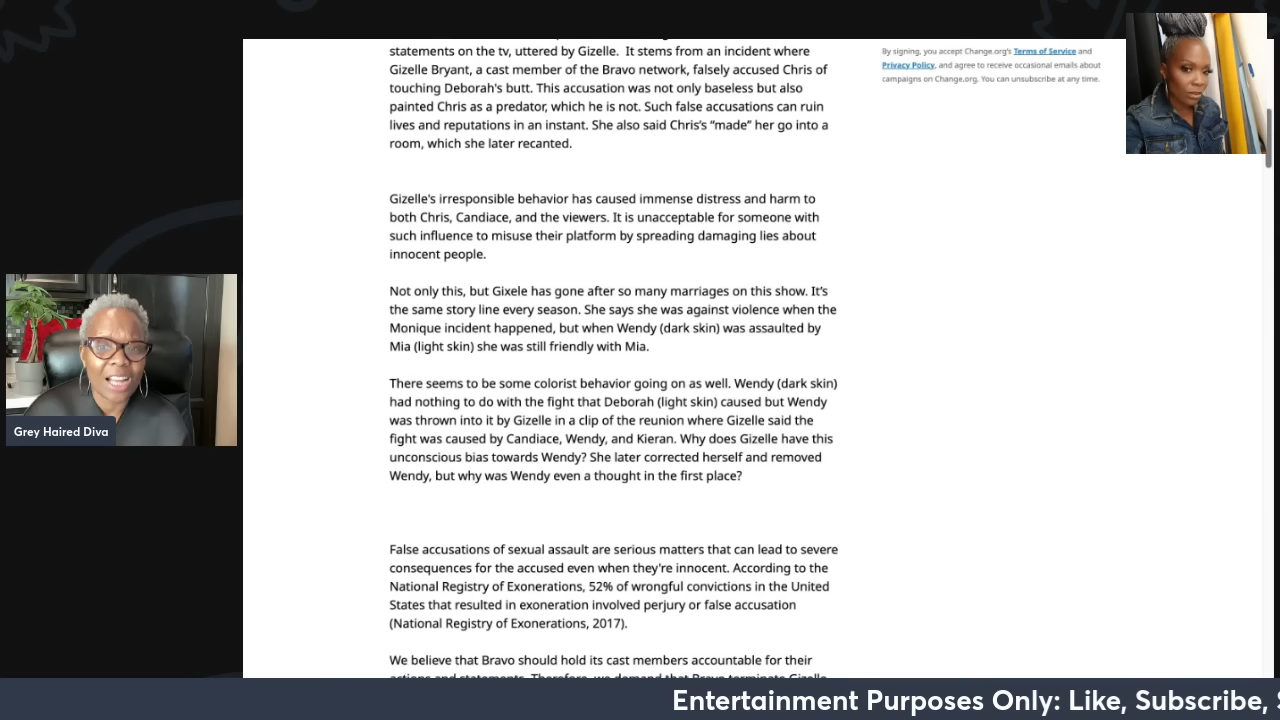 statements on the tv, uttered by Gizelle.  It stems from an incident where
Gizelle Bryant, a cast member of the Bravo network, falsely accused Chris of
touching Deborah's butt. This accusation was not only baseless but also
painted Chris as a predator, which he is not. Such false accusations can ruin
lives and reputations in an instant. She also said Chris's “made” her go into a
room, which she later recanted.
Gizelle's irresponsible behavior has caused immense distress and harm to
both Chris, Candiace, and the viewers. It is unacceptable for someone with
such influence to misuse their platform by spreading damaging lies about
innocent people.
Not only this, but Gixele has gone after so many marriages on this show. It’s
the same story line every season. She says she was against violence when the
Monique incident happened, but when Wendy (dark skin) was assaulted by
Mia (light skin) she was still friendly with Mia.
There seems to be some colorist behavior going on as well. Wendy (dark skin)
had nothing to do with the fight that Deborah (light skin) caused but Wendy
was thrown into it by Gizelle in a clip of the reunion where Gizelle said the
fight was caused by Candiace, Wendy, and Kieran. Why does Gizelle have this
unconscious bias towards Wendy? She later corrected herself and removed
Wendy, but why was Wendy even a thought in the first place?
False accusations of sexual assault are serious matters that can lead to severe
consequences for the accused even when they're innocent. According to the
National Registry of Exonerations, 52% of wrongful convictions in the United
States that resulted in exoneration involved perjury or false accusation
(National Registry of Exonerations, 2017).
We believe that Bravo should hold its cast members accountable for their
actions and statements. Therefore, we demand that Bravo terminate Gizelle
By signing, you accept Change.org's Terms of Service and
Privacy Policy, and agree to receive occasional emails about
campaigns on Change.org. You can unsubscribe at any time.
Grey Haired Diva
Entertainment Purposes Only: Like, Subscribe,